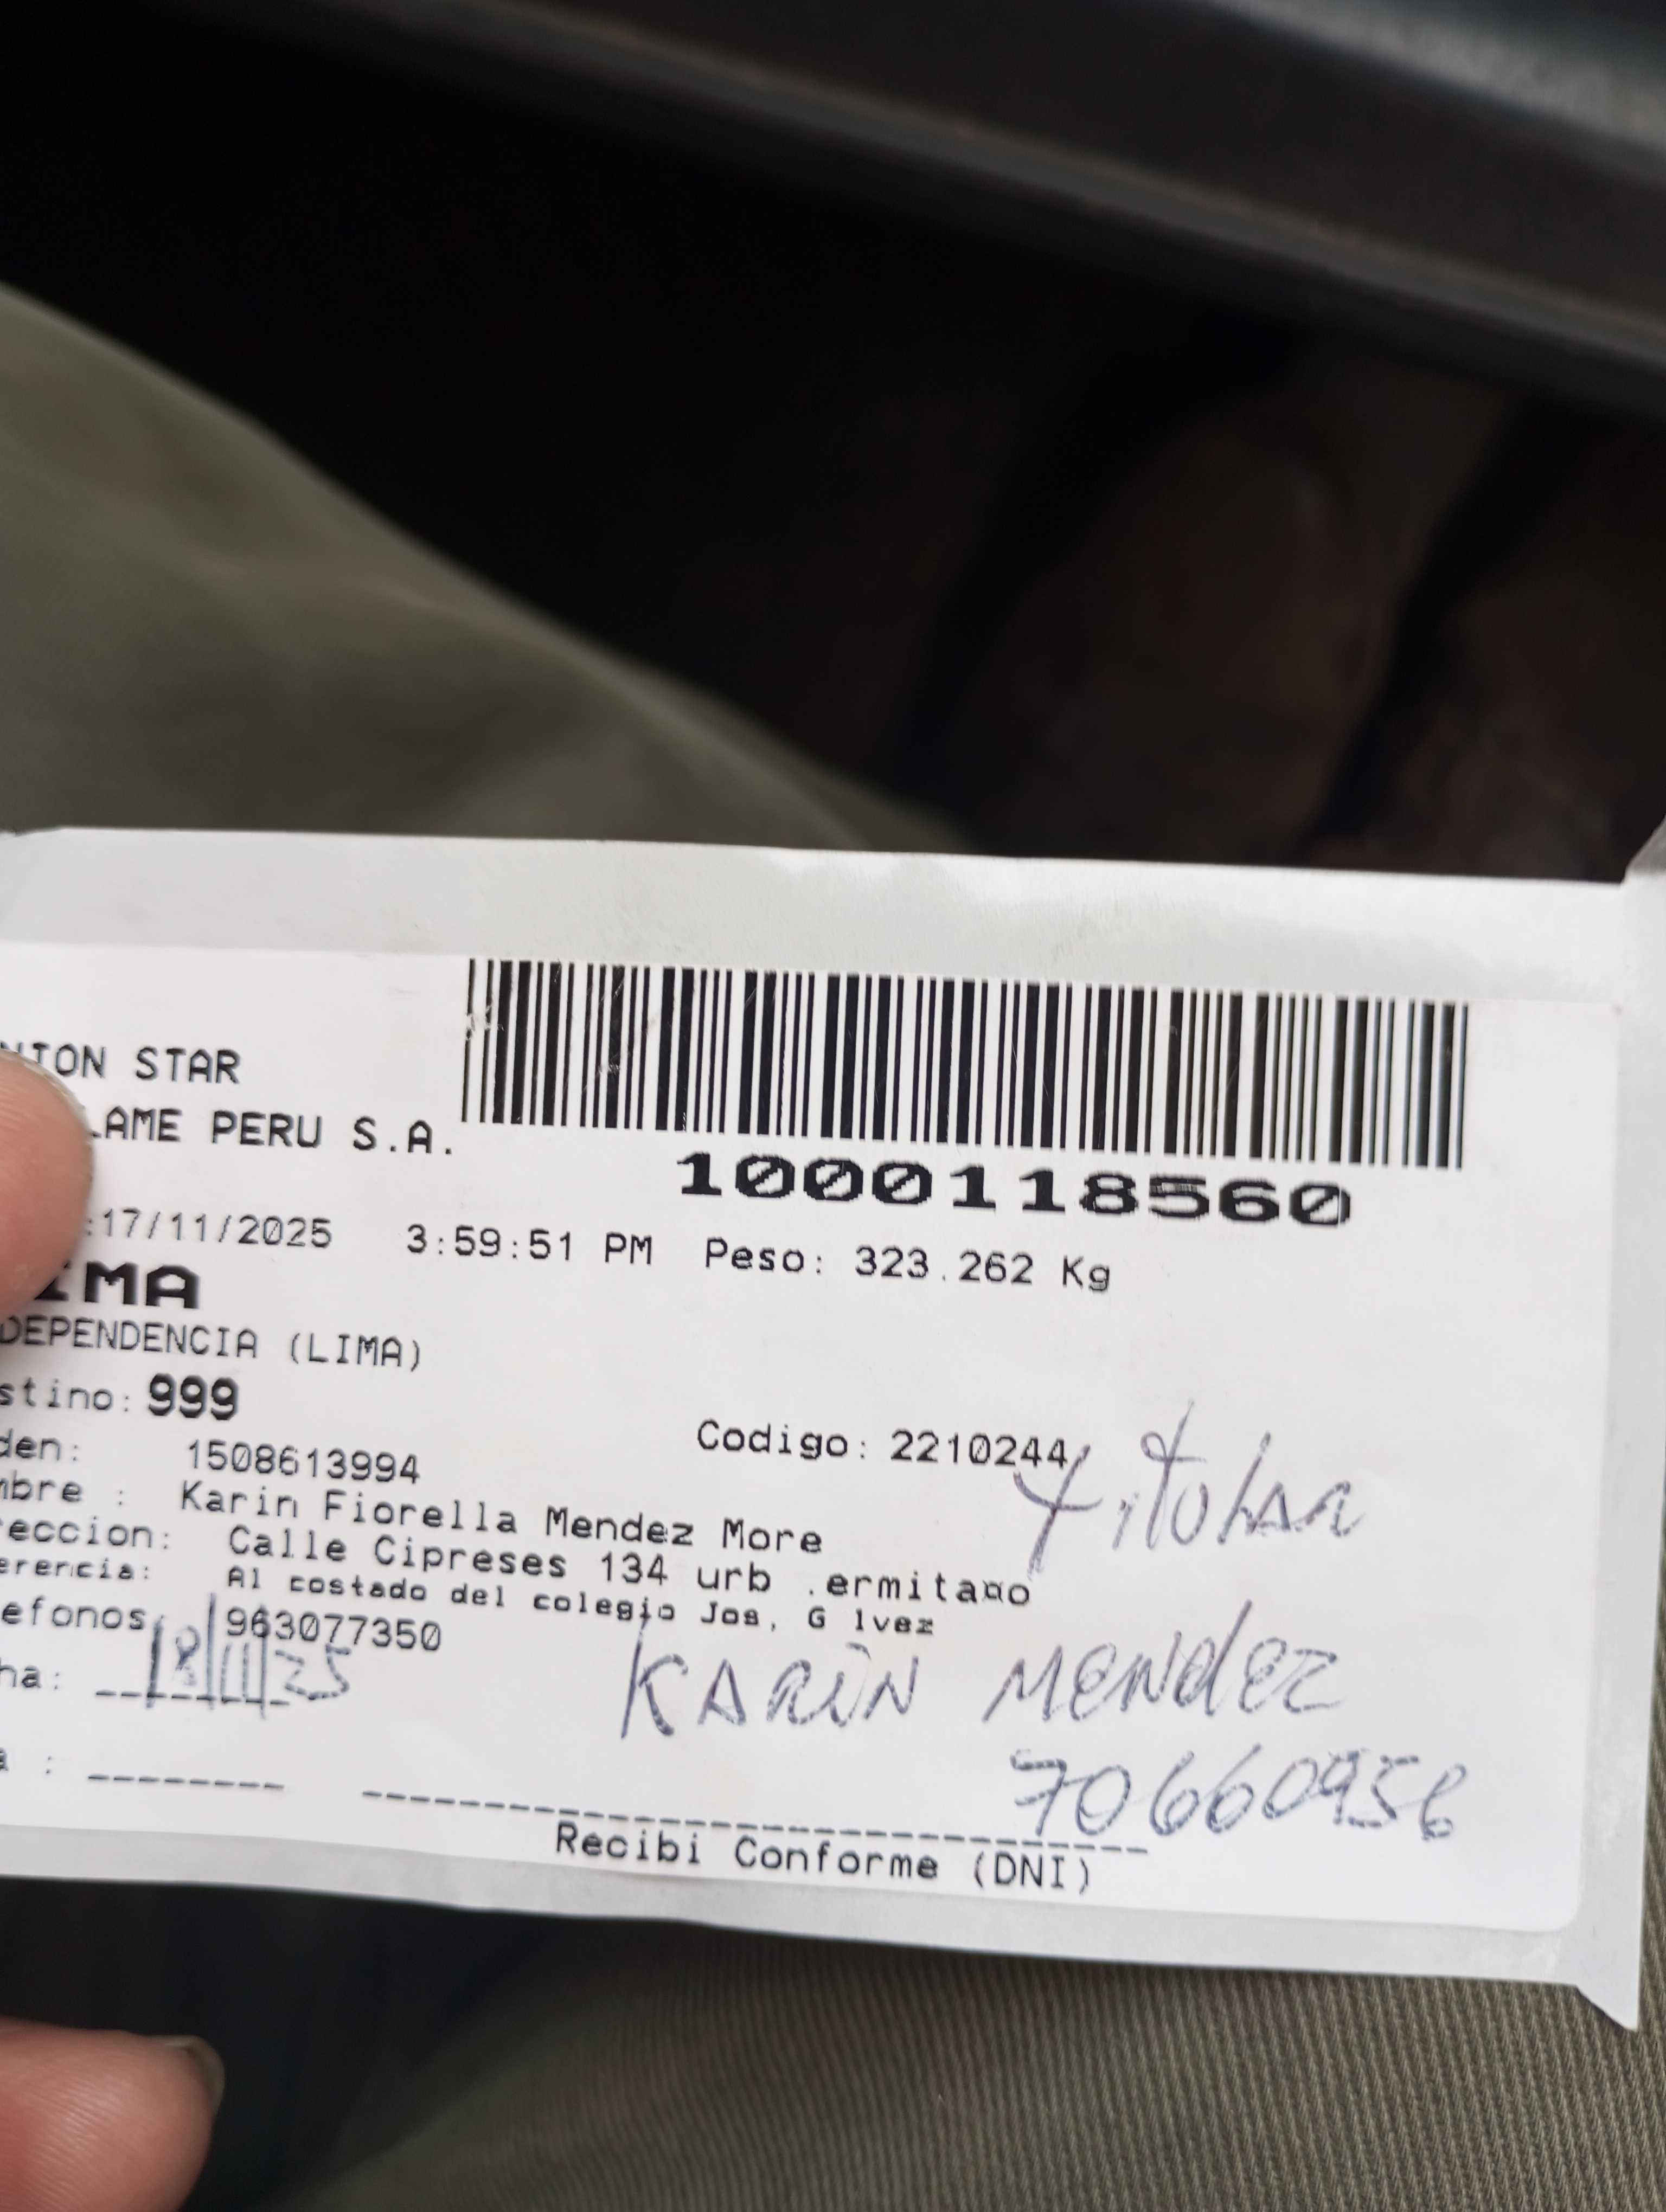 NION STAR
LAME PERU S.A.
1000118560
:17/11/2025 3:59:51 PM Peso: 323.262 Kg
IMA
DEPENDENCIA (LIMA)
stino: 999
den: 1508613994 Codigo: 2210244
Titular
mbre : Karin Fiorella Mendez More
reccion: Calle Cipreses 134 urb .ermitaño
erencia: Al costado del colegio Jos, G lvez
efonos 963077350
ha: 18/11/25
KARIN MENdEZ
70660956
a :
Recibi Conforme (DNI)